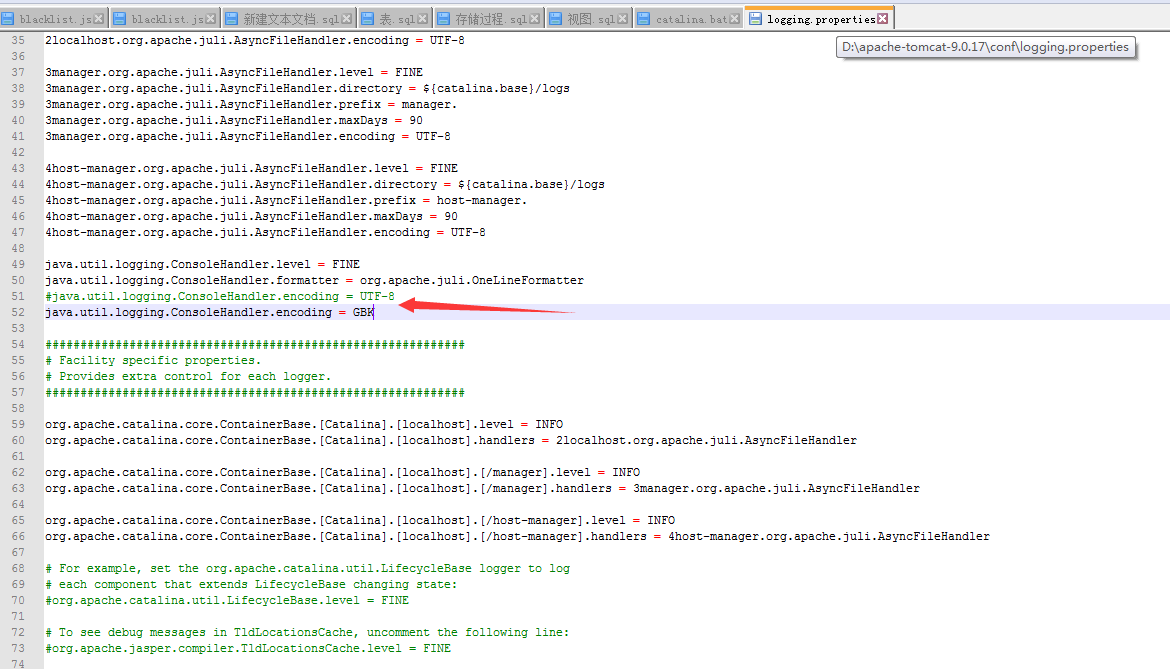 blacklist.js blacklist.js 新建文本文档.sql 表.sql 存储过程.sql 视图.sql catalina.bat logging.properties
D:\apache-tomcat-9.0.17\conf\logging.properties
35 2localhost.org.apache.juli.AsyncFileHandler.encoding = UTF-8
36
37 3manager.org.apache.juli.AsyncFileHandler.level = FINE
38 3manager.org.apache.juli.AsyncFileHandler.directory = ${catalina.base}/logs
39 3manager.org.apache.juli.AsyncFileHandler.prefix = manager.
40 3manager.org.apache.juli.AsyncFileHandler.maxDays = 90
41 3manager.org.apache.juli.AsyncFileHandler.encoding = UTF-8
42
43 4host-manager.org.apache.juli.AsyncFileHandler.level = FINE
44 4host-manager.org.apache.juli.AsyncFileHandler.directory = ${catalina.base}/logs
45 4host-manager.org.apache.juli.AsyncFileHandler.prefix = host-manager.
46 4host-manager.org.apache.juli.AsyncFileHandler.maxDays = 90
47 4host-manager.org.apache.juli.AsyncFileHandler.encoding = UTF-8
48
49 java.util.logging.ConsoleHandler.level = FINE
50 java.util.logging.ConsoleHandler.formatter = org.apache.juli.OneLineFormatter
51 #java.util.logging.ConsoleHandler.encoding = UTF-8
52 java.util.logging.ConsoleHandler.encoding = GBK
53
54 ############################################################
55 # Facility specific properties.
56 # Provides extra control for each logger.
57 ############################################################
58
59 org.apache.catalina.core.ContainerBase.[Catalina].[localhost].level = INFO
60 org.apache.catalina.core.ContainerBase.[Catalina].[localhost].handlers = 2localhost.org.apache.juli.AsyncFileHandler
61
62 org.apache.catalina.core.ContainerBase.[Catalina].[localhost].[/manager].level = INFO
63 org.apache.catalina.core.ContainerBase.[Catalina].[localhost].[/manager].handlers = 3manager.org.apache.juli.AsyncFileHandler
64
65 org.apache.catalina.core.ContainerBase.[Catalina].[localhost].[/host-manager].level = INFO
66 org.apache.catalina.core.ContainerBase.[Catalina].[localhost].[/host-manager].handlers = 4host-manager.org.apache.juli.AsyncFileHandler
67
68 # For example, set the org.apache.catalina.util.LifecycleBase logger to log
69 # each component that extends LifecycleBase changing state:
70 #org.apache.catalina.util.LifecycleBase.level = FINE
71
72 # To see debug messages in TldLocationsCache, uncomment the following line:
73 #org.apache.jasper.compiler.TldLocationsCache.level = FINE
74